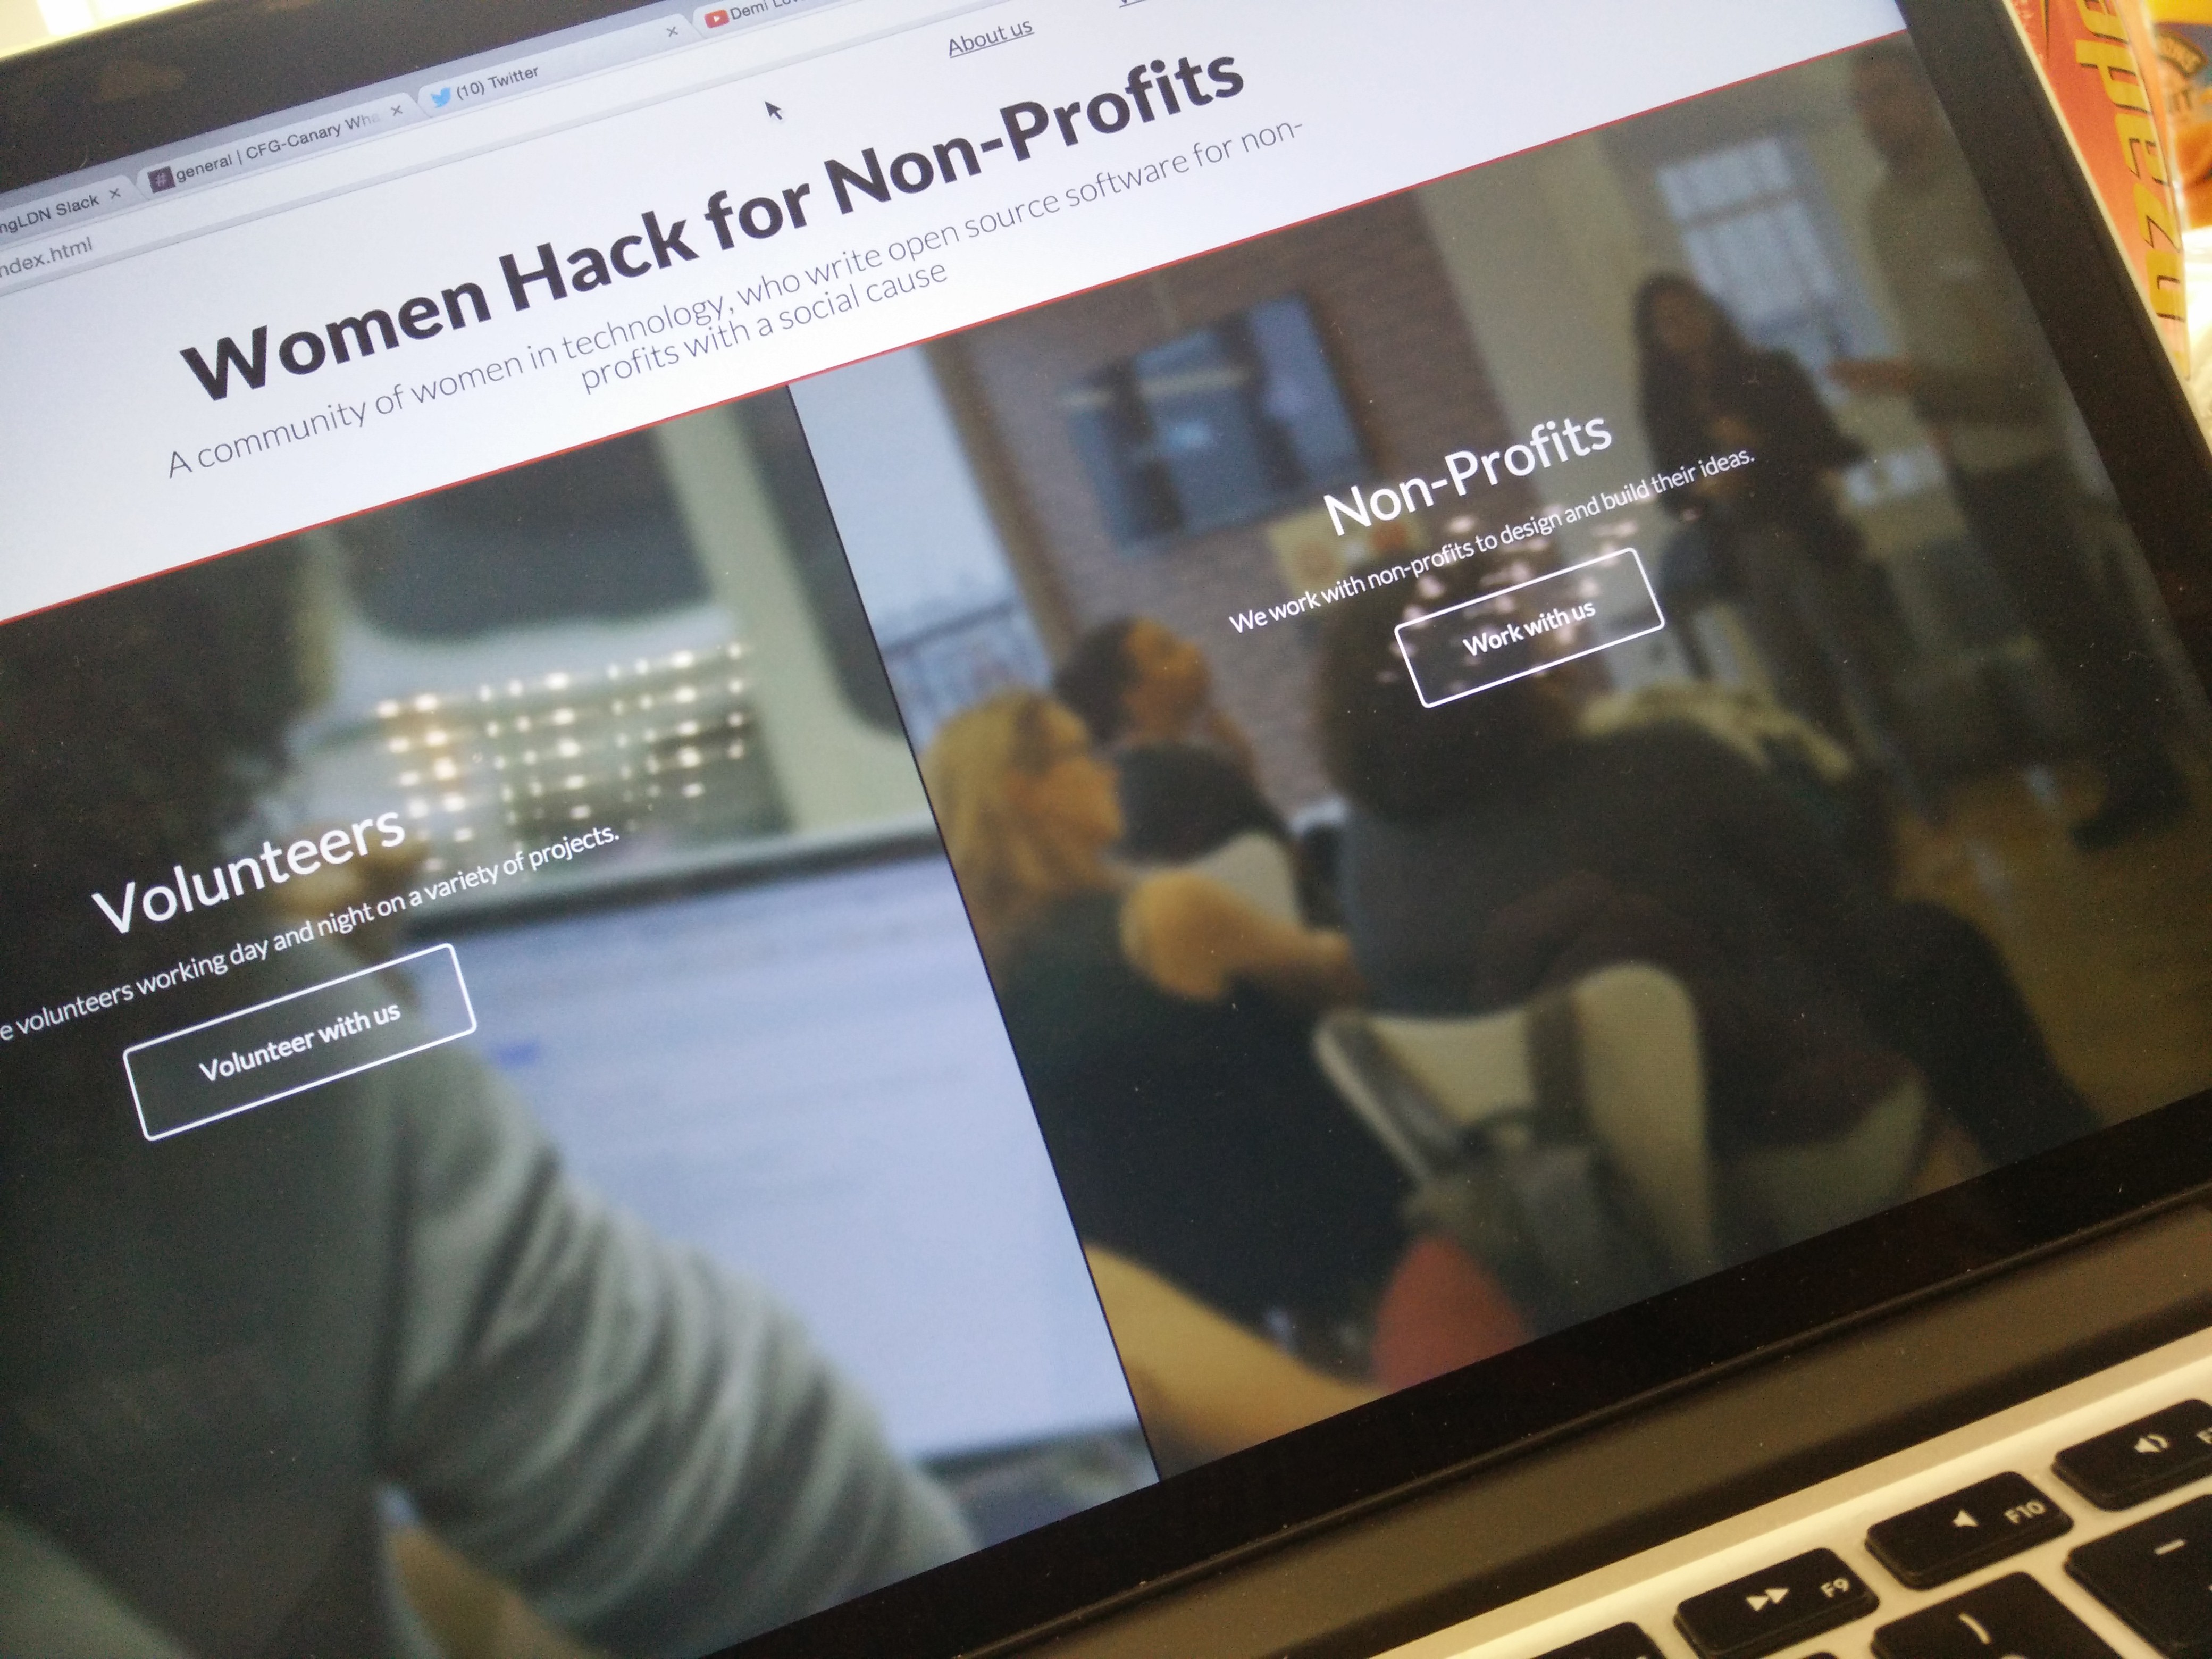 ngLDN Slack
general | CFG-Canary Wha
(10) Twitter
Demi Lov
ndex.html
About us
Women Hack for Non-Profits
A community of women in technology, who write open source software for non-
profits with a social cause
Volunteers
e volunteers working day and night on a variety of projects.
Volunteer with us
Non-Profits
We work with non-profits to design and build their ideas.
Work with us
F9
F10